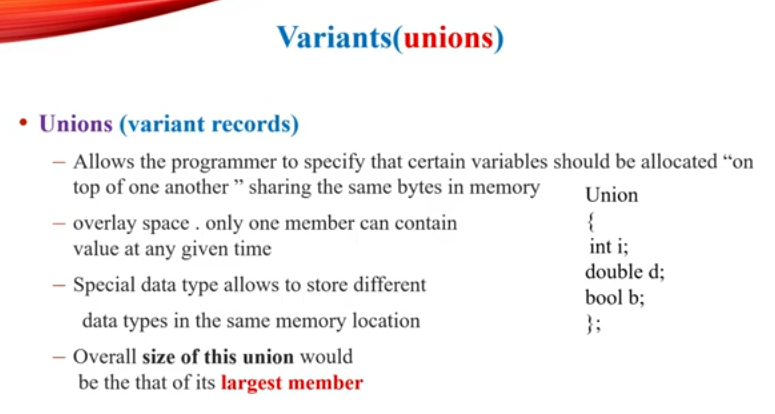 Variants(unions)
• Unions (variant records)
– Allows the programmer to specify that certain variables should be allocated “on
top of one another ” sharing the same bytes in memory
– overlay space . only one member can contain
value at any given time
– Special data type allows to store different
data types in the same memory location
– Overall size of this union would
be the that of its largest member
Union
{
int i;
double d;
bool b;
};